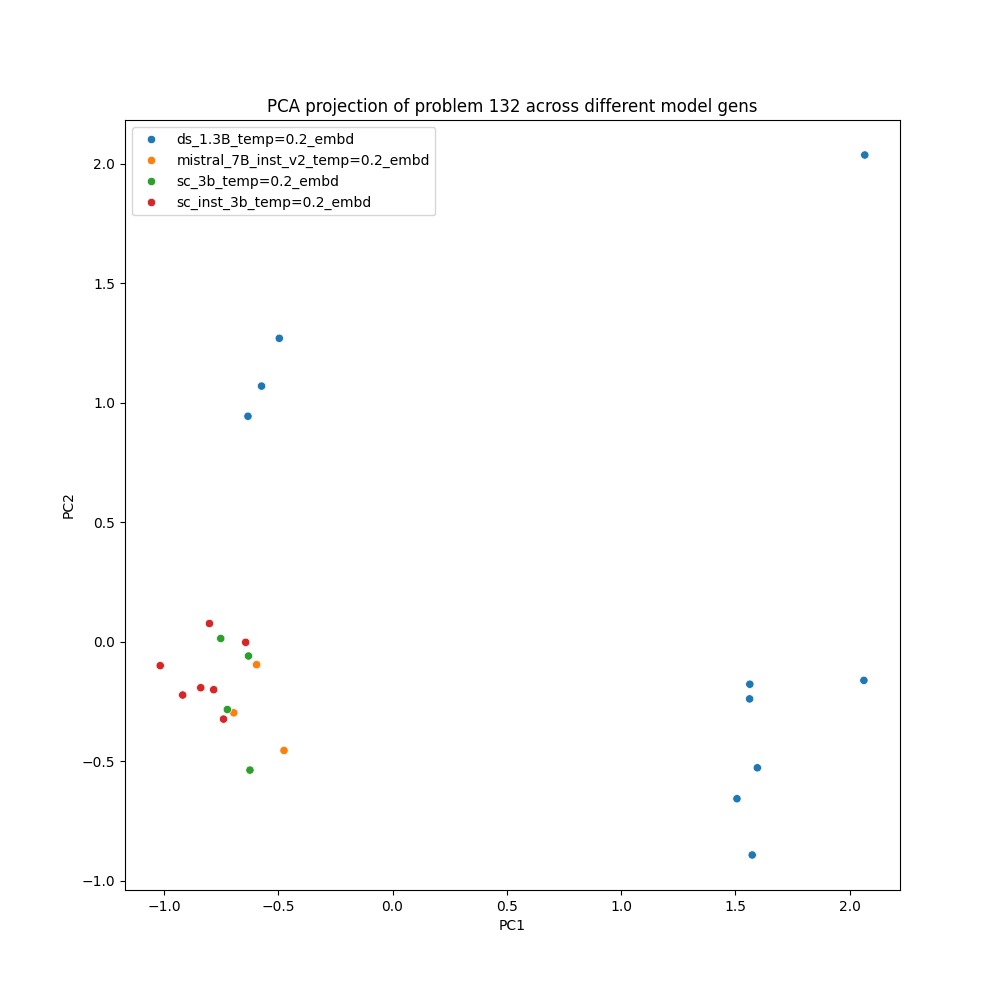 PCA projection of problem 132 across different model gens
ds_1.3B_temp=0.2_embd
mistral_7B_inst_v2_temp=0.2_embd
sc_3b_temp=0.2_embd
sc_inst_3b_temp=0.2_embd
2.0
1.5
1.0
0.5
0.0
−0.5
−1.0
PC2
−1.0 −0.5 0.0 0.5 1.0 1.5 2.0
PC1